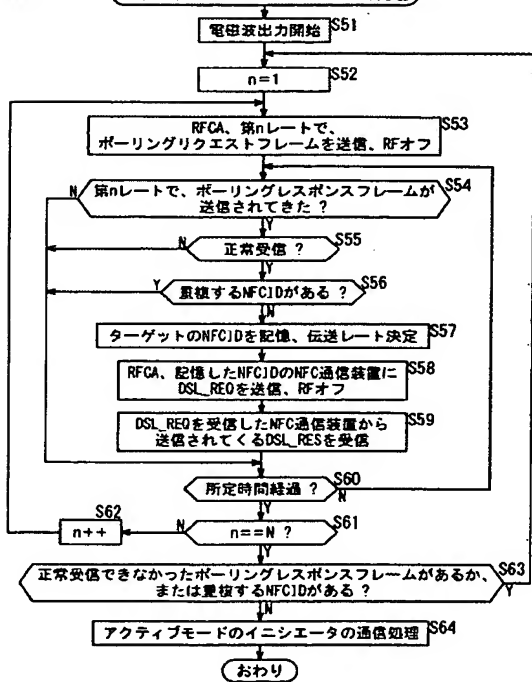 電磁波出力開始 S51
n=1 S52
RFCA、第nレートで、 S53
ポーリングリクエストフレームを送信、RFオフ
N 第nレートで、ポーリングレスポンスフレームが S54
送信されてきた ?
Y
N 正常受信 ? S55
Y
Y 重複するNFCIDがある ? S56
N
ターゲットのNFCIDを記憶、伝送レート決定 S57
RFCA、記憶したNFCIDのNFC通信装置に S58
DSL_REQを送信、RFオフ
DSL_REQを受信したNFC通信装置から S59
送信されてくるDSL_RESを受信
所定時間経過 ? S60
N
Y
S62
n++
N n==N ? S61
Y
正常受信できなかったポーリングレスポンスフレームがあるか、 S63
または重複するNFCIDがある ? Y
N
アクティブモードのイニシエータの通信処理 S64
おわり